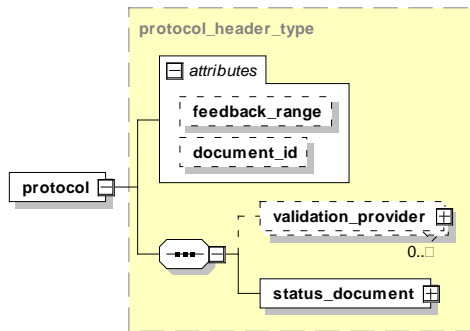 protocol_header_type
attributes
feedback_range
document_id
protocol
validation_provider
0..□
status_document